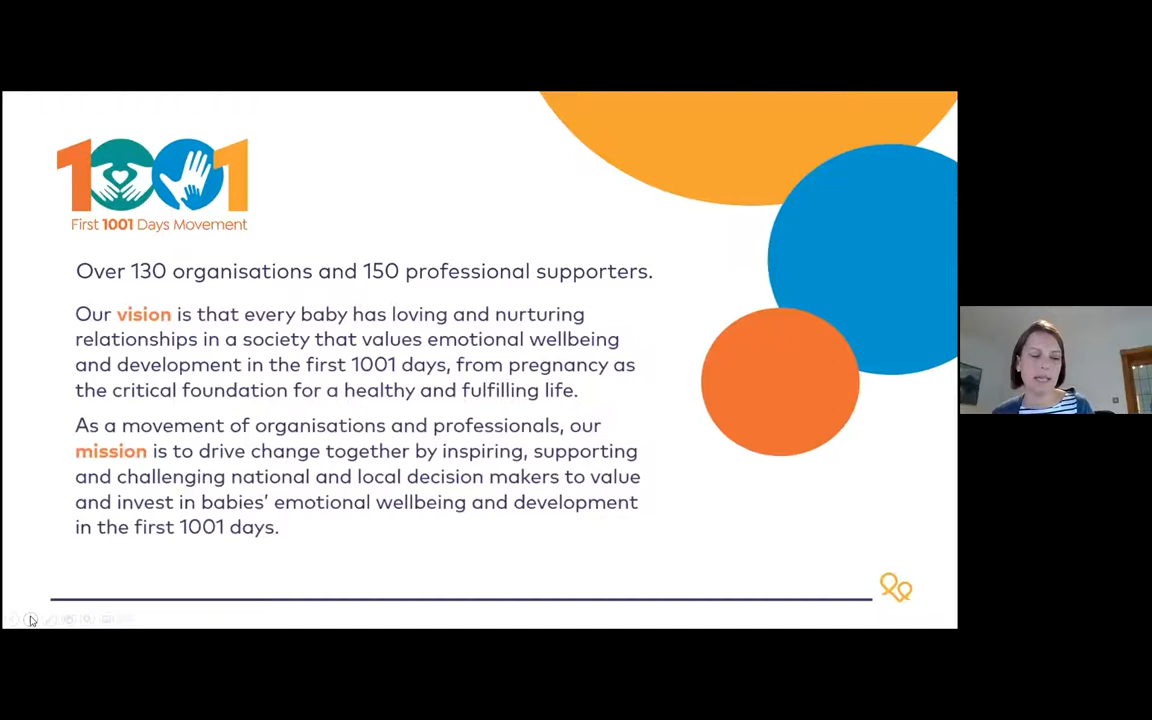 1001
First 1001 Days Movement
Over 130 organisations and 150 professional supporters.
Our vision is that every baby has loving and nurturing
relationships in a society that values emotional wellbeing
and development in the first 1001 days, from pregnancy as
the critical foundation for a healthy and fulfilling life.
As a movement of organisations and professionals, our
mission is to drive change together by inspiring, supporting
and challenging national and local decision makers to value
and invest in babies’ emotional wellbeing and development
in the first 1001 days.